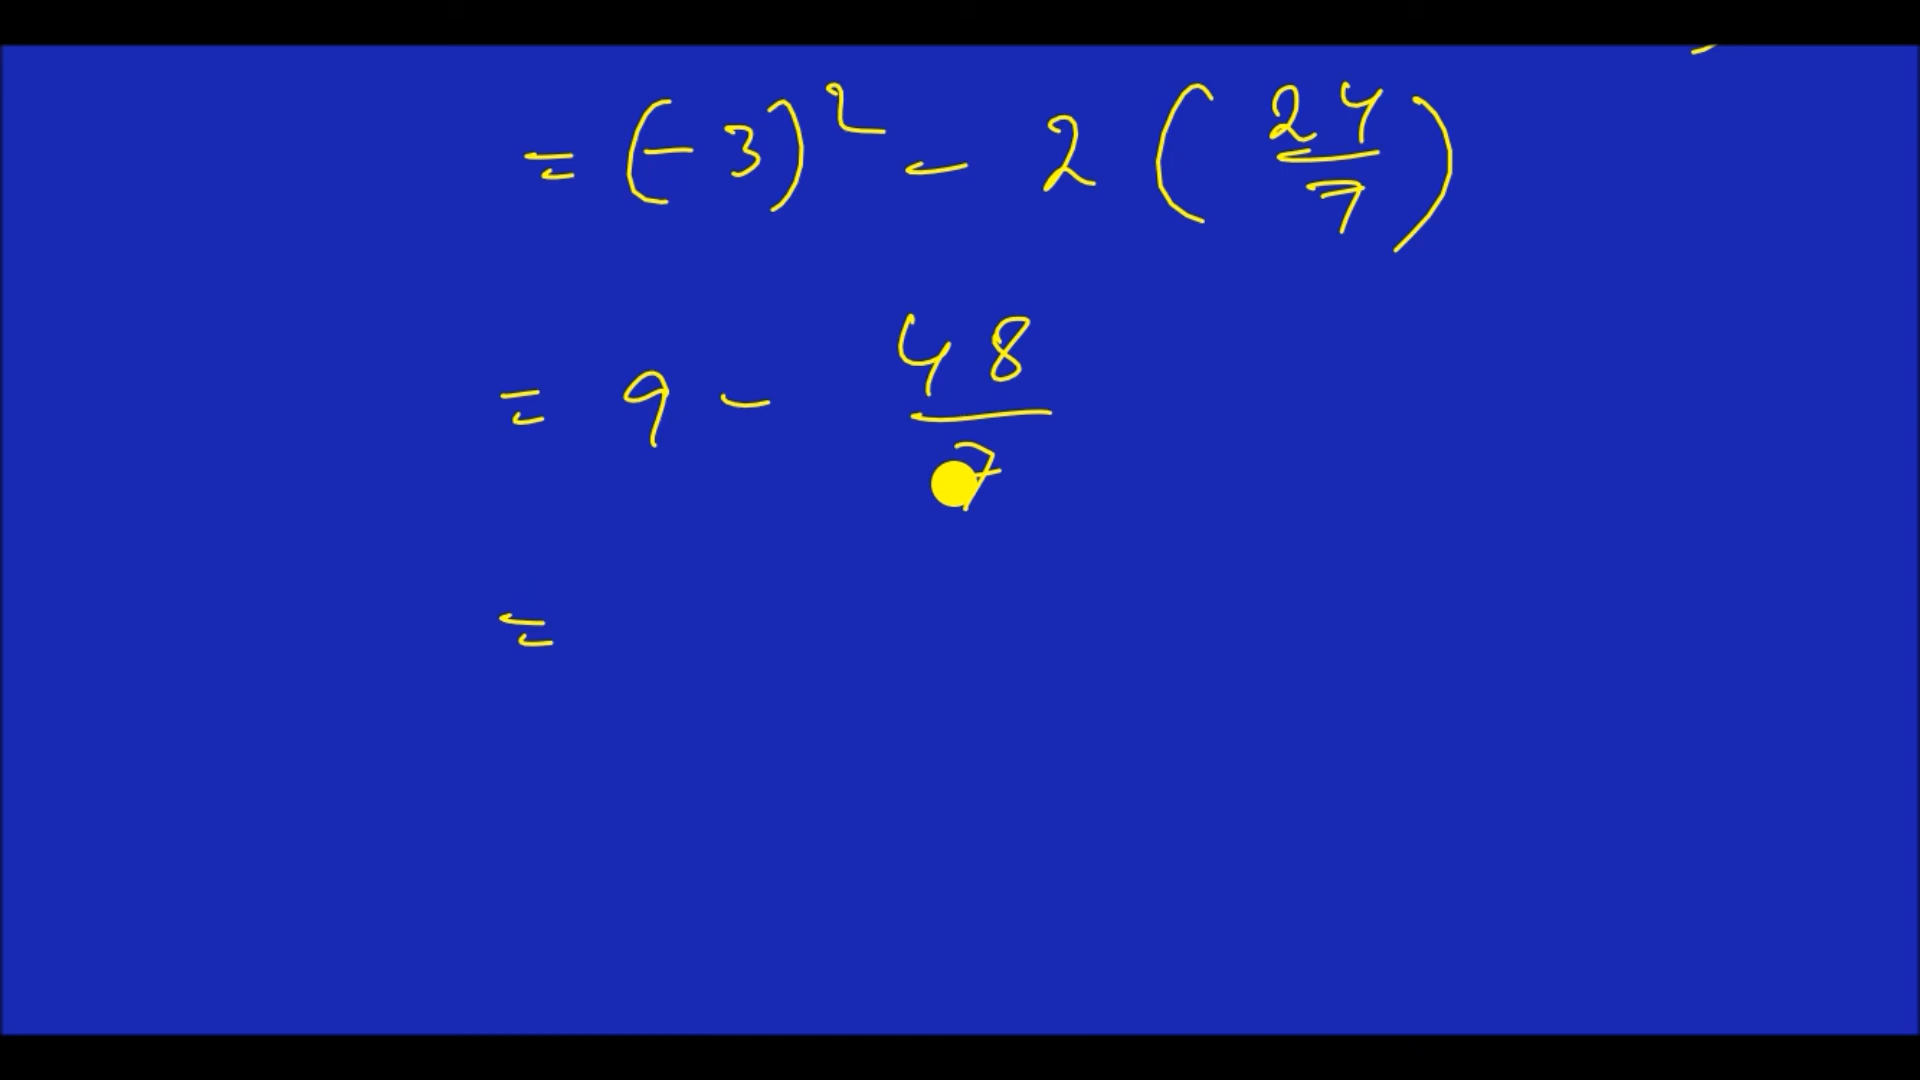 = (-3)² - 2 (24/7)
= 9 - 48/7
=